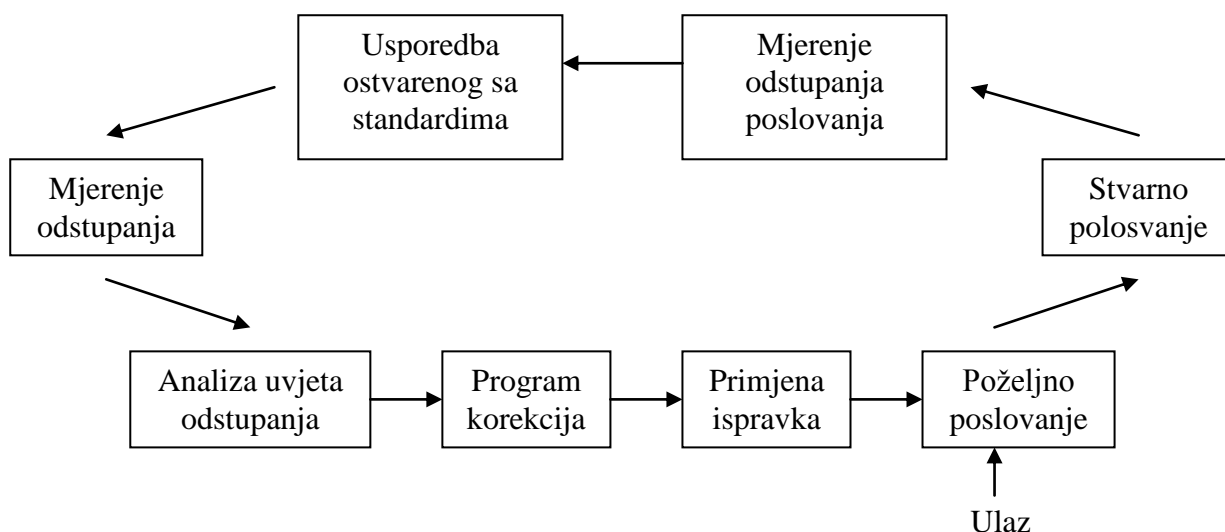 Usporedba
ostvarenog sa
standardima
Mjerenje
odstupanja
poslovanja
Mjerenje
odstupanja
Stvarno
polosvanje
Analiza uvjeta
odstupanja
Program
korekcija
Primjena
ispravka
Poželjno
poslovanje
Ulaz